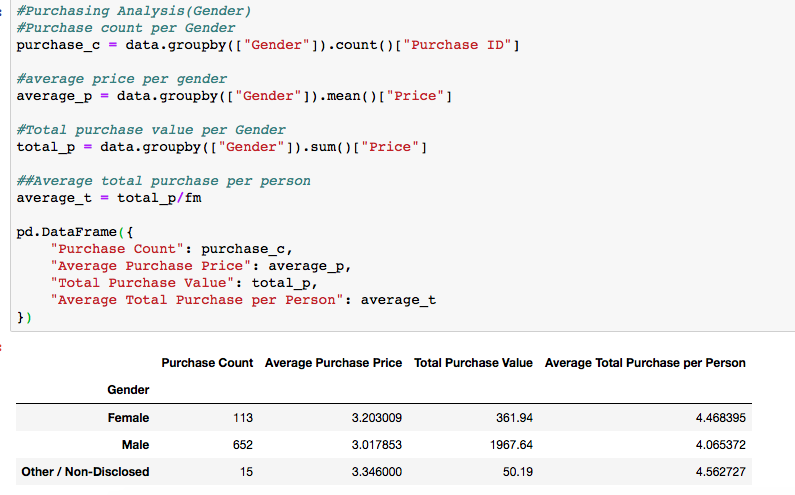 #Purchasing Analysis(Gender)
#Purchase count per Gender
purchase_c = data.groupby(["Gender"]).count()["Purchase ID"]
#average price per gender
average_p = data.groupby(["Gender"]).mean()["Price"]
#Total purchase value per Gender
total_p = data.groupby(["Gender"]).sum()["Price"]
##Average total purchase per person
average_t = total_p/fm
pd.DataFrame({
    "Purchase Count": purchase_c,
    "Average Purchase Price": average_p,
    "Total Purchase Value": total_p,
    "Average Total Purchase per Person": average_t
})
Purchase Count Average Purchase Price Total Purchase Value Average Total Purchase per Person
Gender
Female 113 3.203009 361.94 4.468395
Male 652 3.017853 1967.64 4.065372
Other / Non-Disclosed 15 3.346000 50.19 4.562727